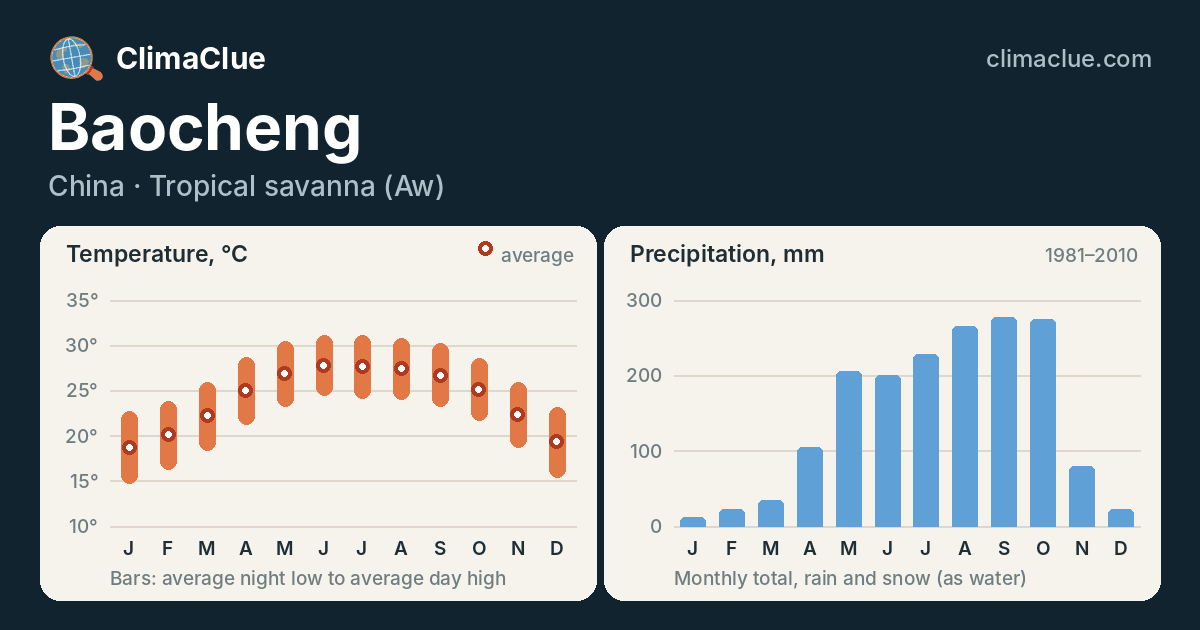 ClimaClue
climaclue.com
Baocheng
China · Tropical savanna (Aw)
Temperature, °C
average
35°
30°
25°
20°
15°
10°
J F M A M J J A S O N D
Bars: average night low to average day high
Precipitation, mm
1981–2010
300
200
100
0
J F M A M J J A S O N D
Monthly total, rain and snow (as water)